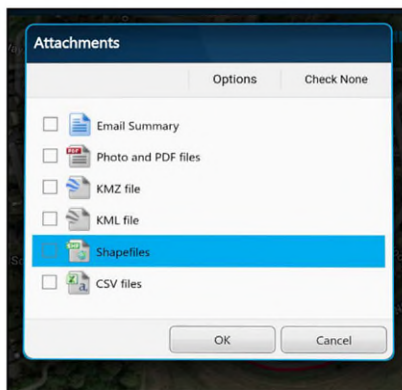 Attachments
Options Check None
Email Summary
Photo and PDF files
KMZ file
KML file
Shapefiles
CSV files
OK Cancel